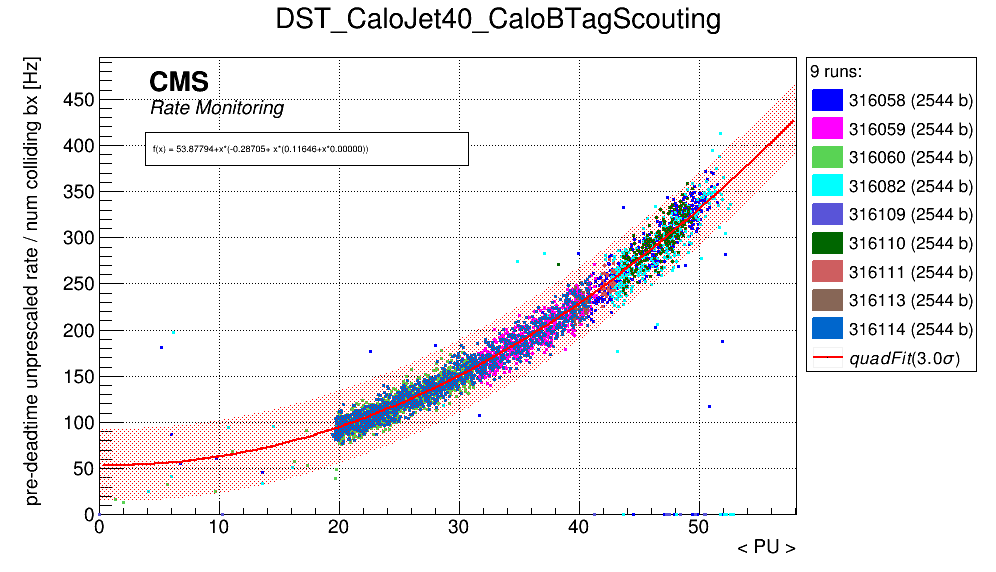 DST_CaloJet40_CaloBTagScouting
pre-deadtime unprescaled rate / num colliding bx [Hz]
CMS
Rate Monitoring
f(x) = 53.87794+x*(-0.28705+ x*(0.11646+x*0.00000))
450
400
350
300
250
200
150
100
50
0
0 10 20 30 40 50
< PU >
9 runs:
316058 (2544 b)
316059 (2544 b)
316060 (2544 b)
316082 (2544 b)
316109 (2544 b)
316110 (2544 b)
316111 (2544 b)
316113 (2544 b)
316114 (2544 b)
quadFit(3.0σ)